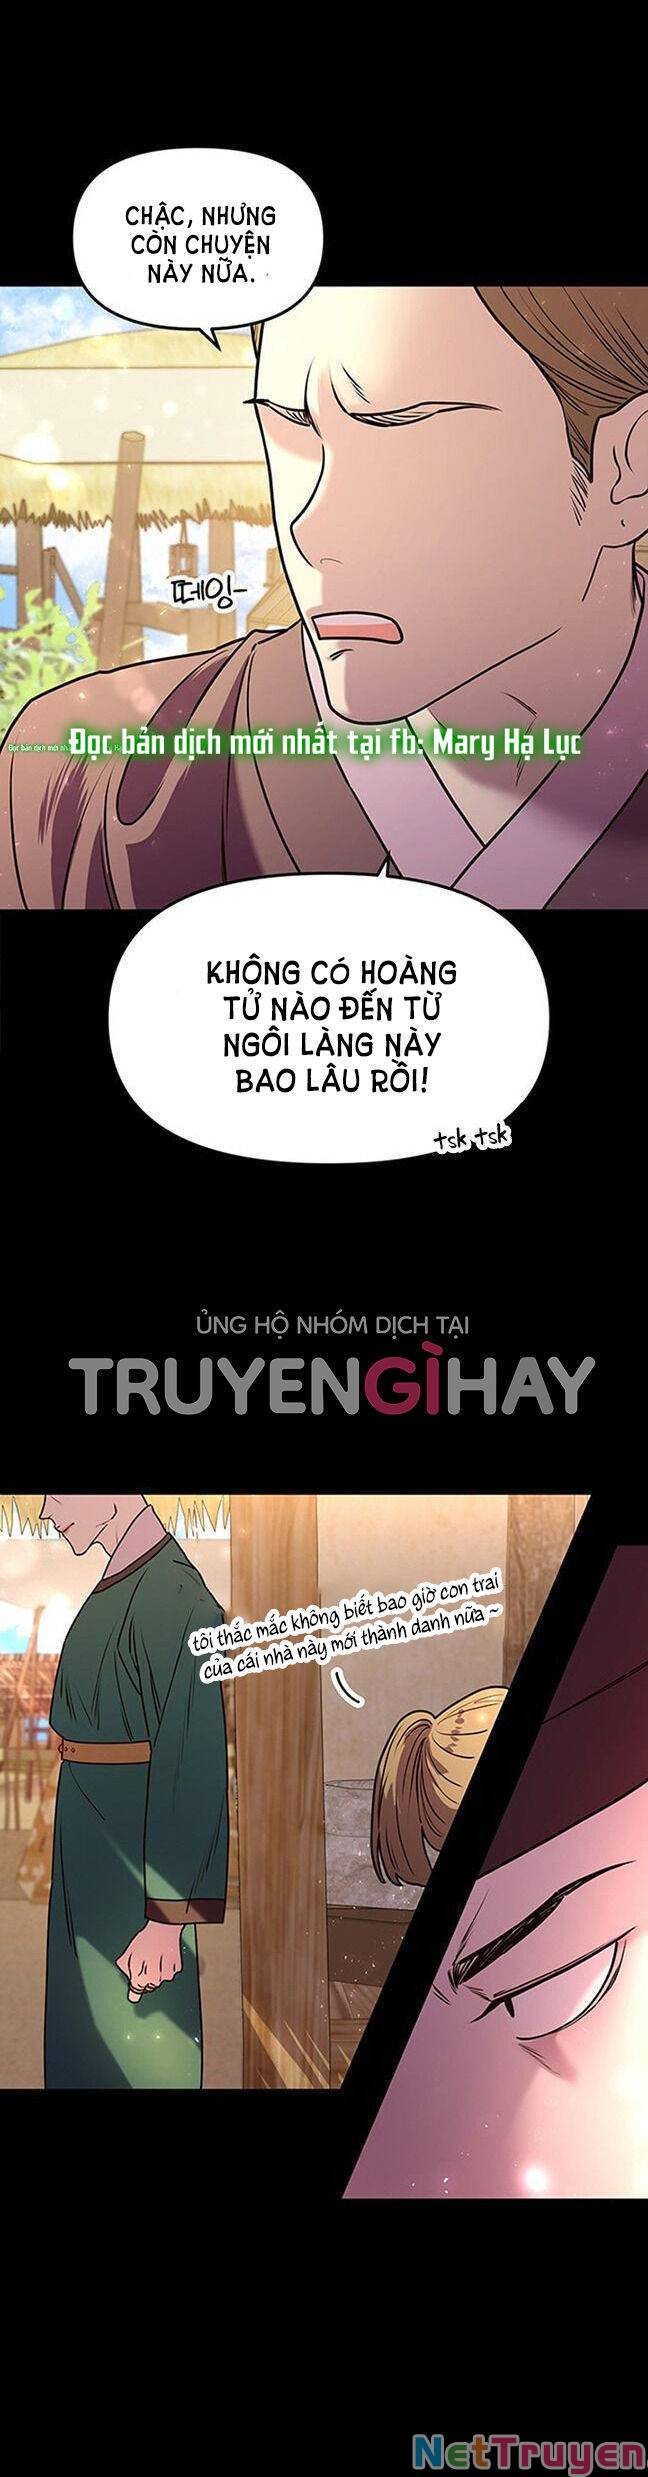 CHẬC, NHƯNG
CÒN CHUYỆN
NÀY NỮA.
떼잉~
Đọc bản dịch mới nhất tại fb: Mary Hạ Lục
KHÔNG CÓ HOÀNG
TỬ NÀO ĐẾN TỪ
NGÔI LÀNG NÀY
BAO LÂU RỒI!
tsk tsk
ỦNG HỘ NHÓM DỊCH TẠI
TRUYENGÌHAY
tôi thắc mắc không biết bao giờ con trai
của cái nhà này mới thành danh nữa ~
NetTruyen